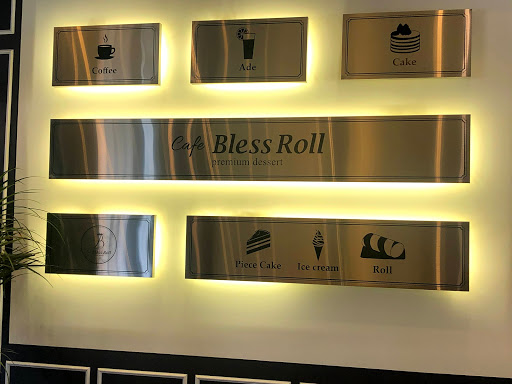 Coffee
Ade
Cake
Cafe Bless Roll
premium dessert
B
Piece Cake
Ice cream
Roll